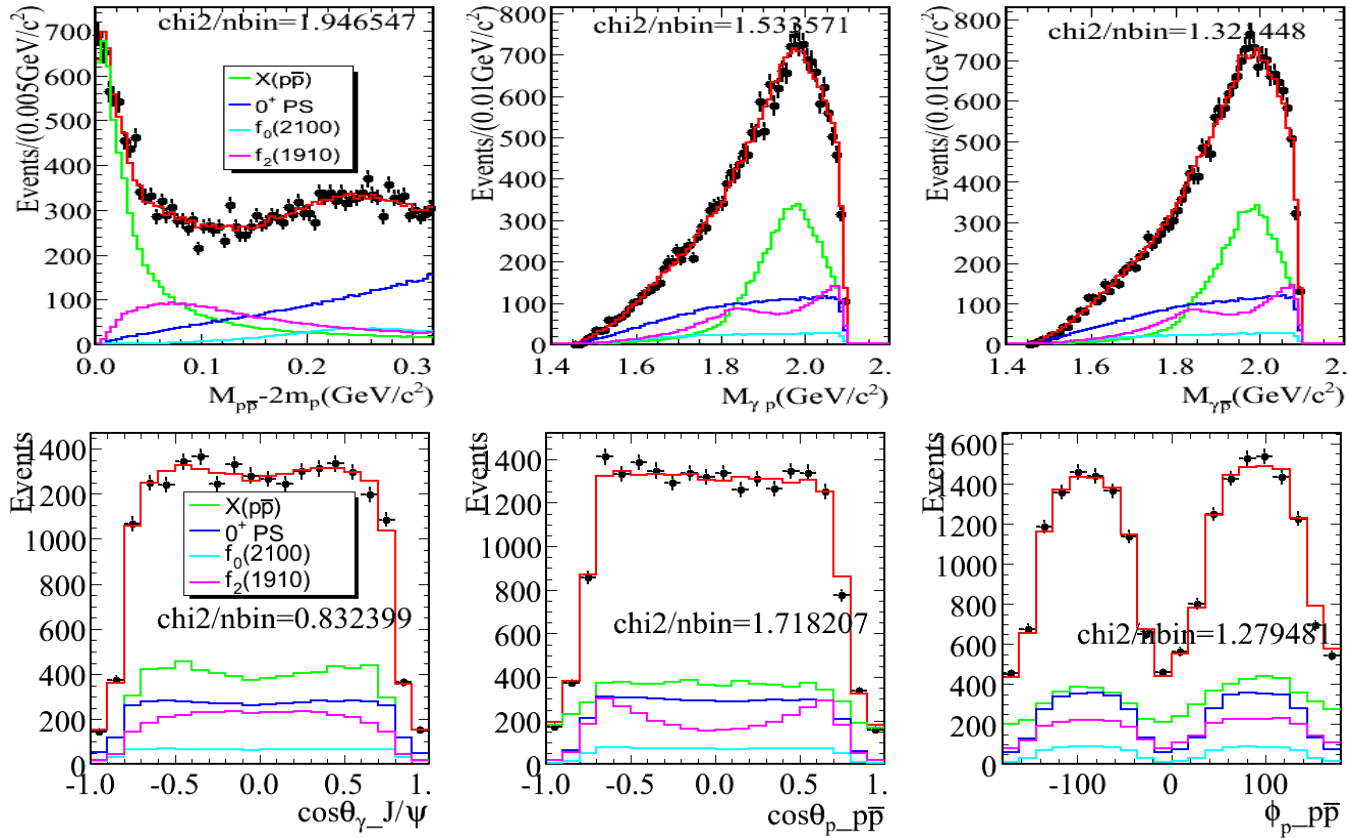 chi2/nbin=1.946547
Events/(0.005GeV/c²)
700
600
500
400
300
200
100
0
X(pp̅)
0⁺ PS
f₀(2100)
f₂(1910)
0.0 0.1 0.2 0.3
M_pp̅-2m_p(GeV/c²)
chi2/nbin=1.533571
Events/(0.01GeV/c²)
800
700
600
500
400
300
200
100
0
1.4 1.6 1.8 2.0 2.
M_γp(GeV/c²)
Events/(0.01GeV/c²)
800
700
600
500
400
300
200
100
0
1.4 1.6 1.8 2.0 2.
M_γp̅(GeV/c²)
Events
1400
1200
1000
800
600
400
200
0
X(pp̅)
0⁺ PS
f₀(2100)
f₂(1910)
chi2/nbin=0.832399
-1.0 -0.5 0.0 0.5 1.
cosθ_γ_J/ψ
Events
1400
1200
1000
800
600
400
200
0
chi2/nbin=1.718207
-1.0 -0.5 0.0 0.5 1.
cosθ_p_pp̅
Events
1600
1400
1200
1000
800
600
400
200
0
chi2/nbin=1.279481
-100 0 100
ϕ_p_pp̅